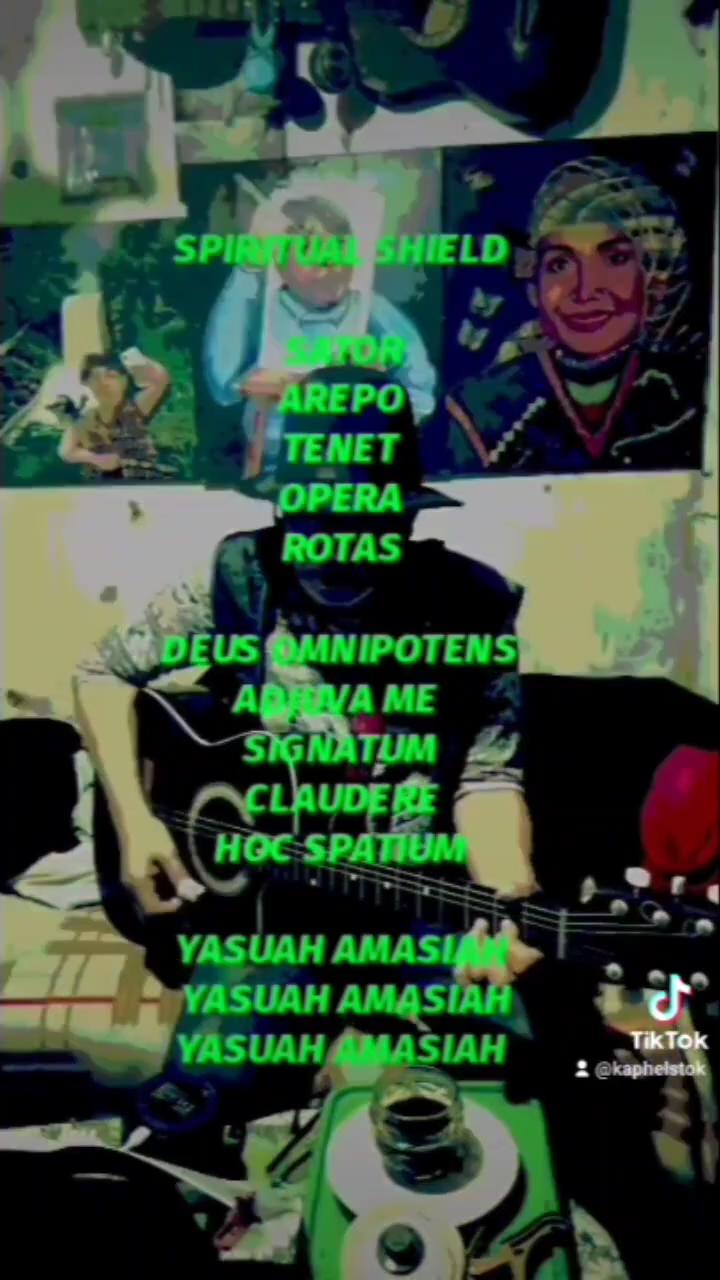 SPIRITUAL SHIELD
SATOR
AREPO
TENET
OPERA
ROTAS
DEUS OMNIPOTENS
ADJUVA ME
SIGNATUM
CLAUDERE
HOC SPATIUM
YASUAH AMASIAH
YASUAH AMASIAH
YASUAH AMASIAH
TikTok
@kaphelstok